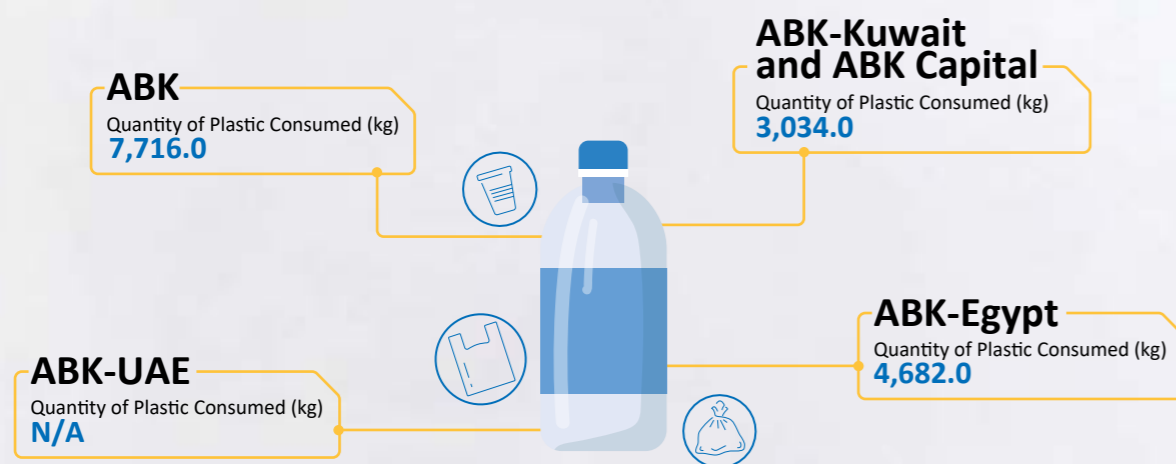 ABK
Quantity of Plastic Consumed (kg)
7,716.0
ABK-Kuwait
and ABK Capital
Quantity of Plastic Consumed (kg)
3,034.0
ABK-UAE
Quantity of Plastic Consumed (kg)
N/A
ABK-Egypt
Quantity of Plastic Consumed (kg)
4,682.0